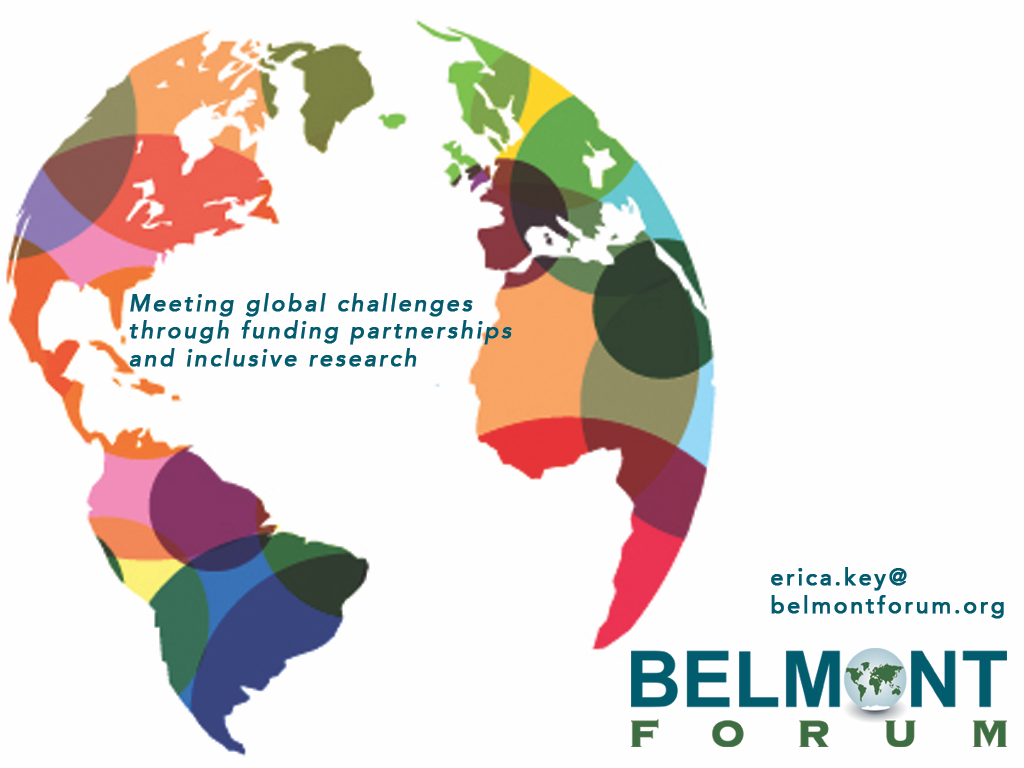 Meeting global challenges
through funding partnerships
and inclusive research
erica.key@
belmontforum.org
BELMONT
FORUM